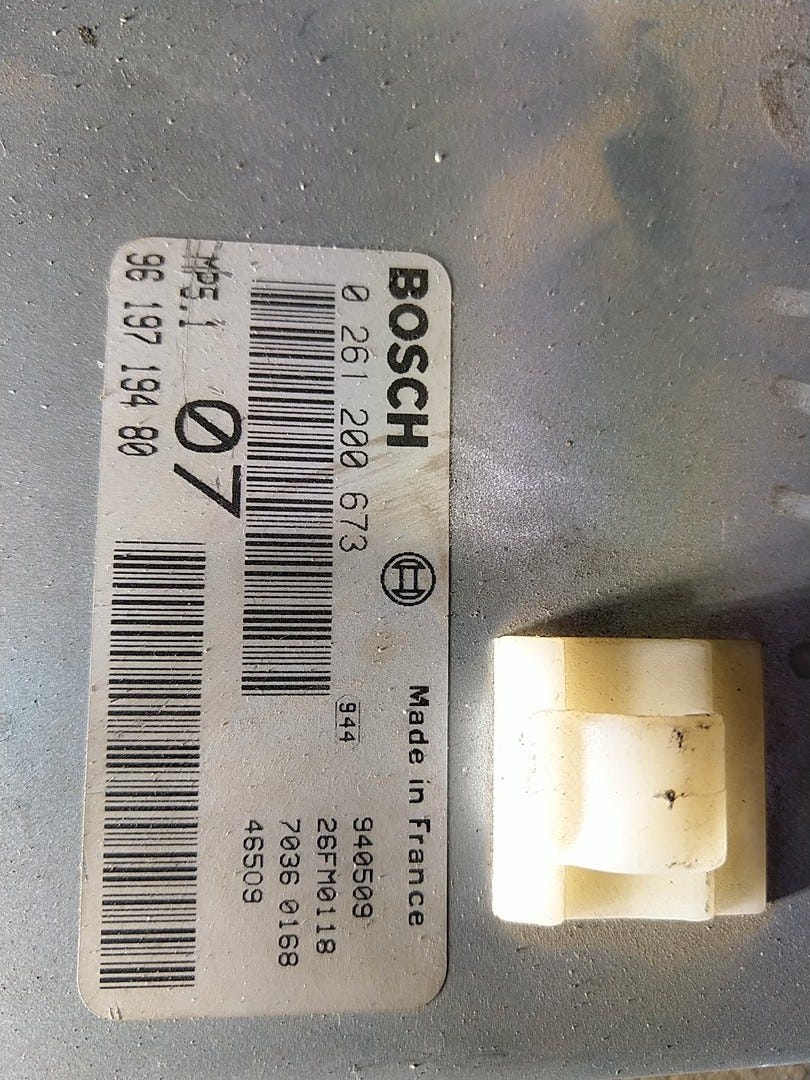 BOSCH
Made in France
0 261 200 673
944
940509
26FM0118
7036 0168
46509
07
MP5.1
96 197 194 80